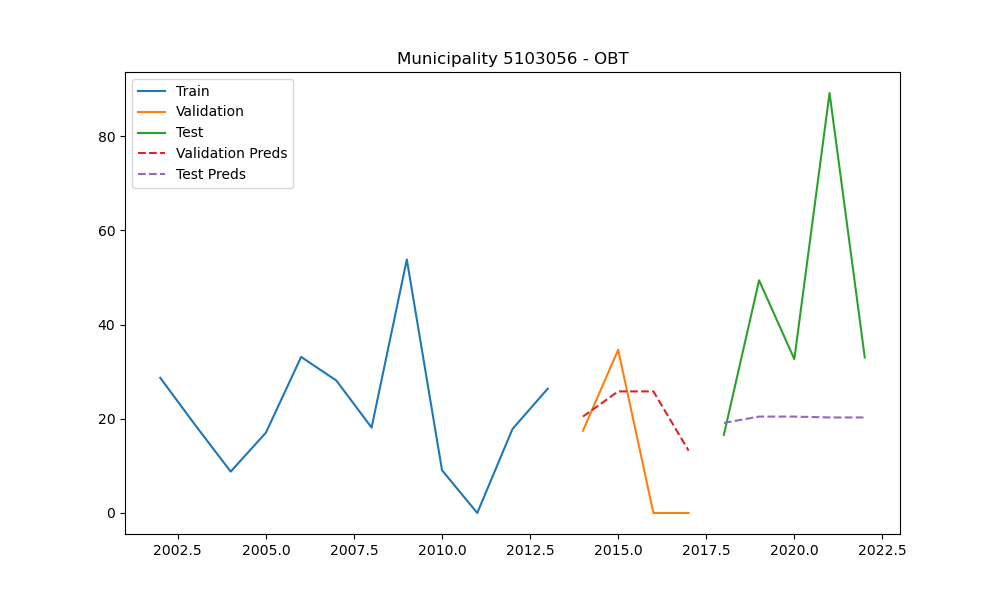 Municipality 5103056 - OBT
Train
Validation
Test
Validation Preds
Test Preds
80
60
40
20
0
2002.5 2005.0 2007.5 2010.0 2012.5 2015.0 2017.5 2020.0 2022.5